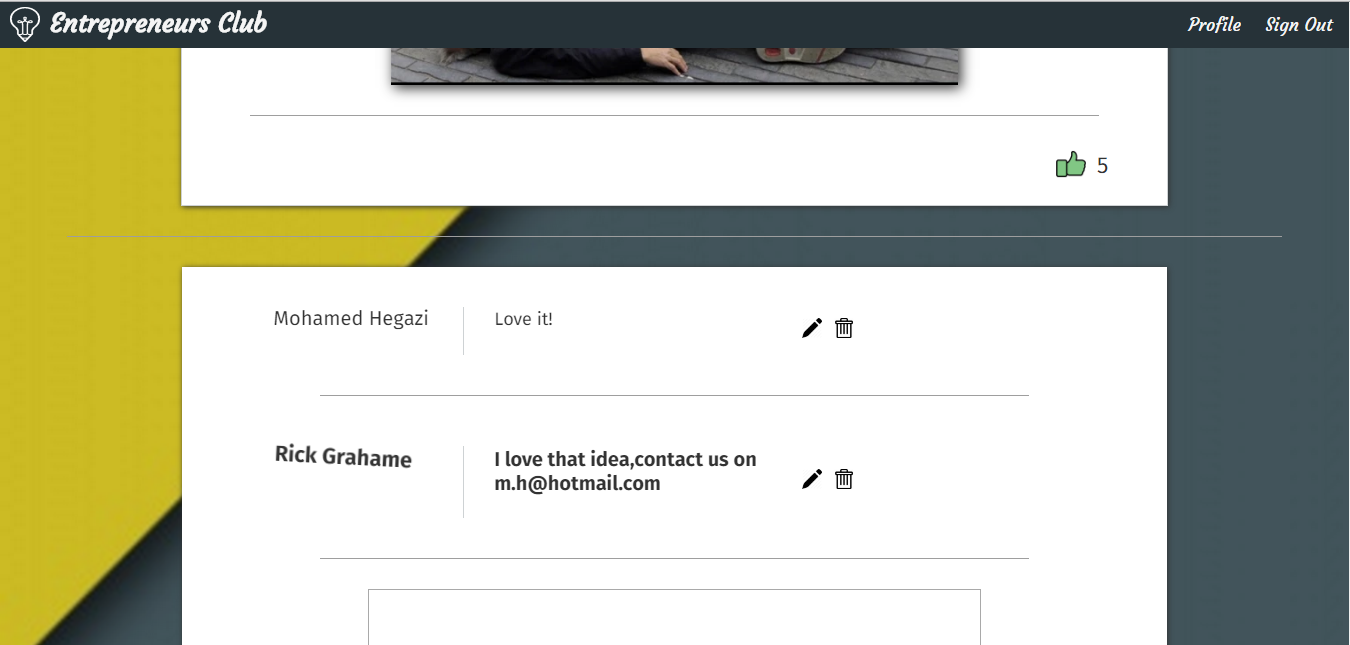 Entrepreneurs Club
Profile
Sign Out
5
Mohamed Hegazi
Love it!
Rick Grahame
I love that idea,contact us on
m.h@hotmail.com